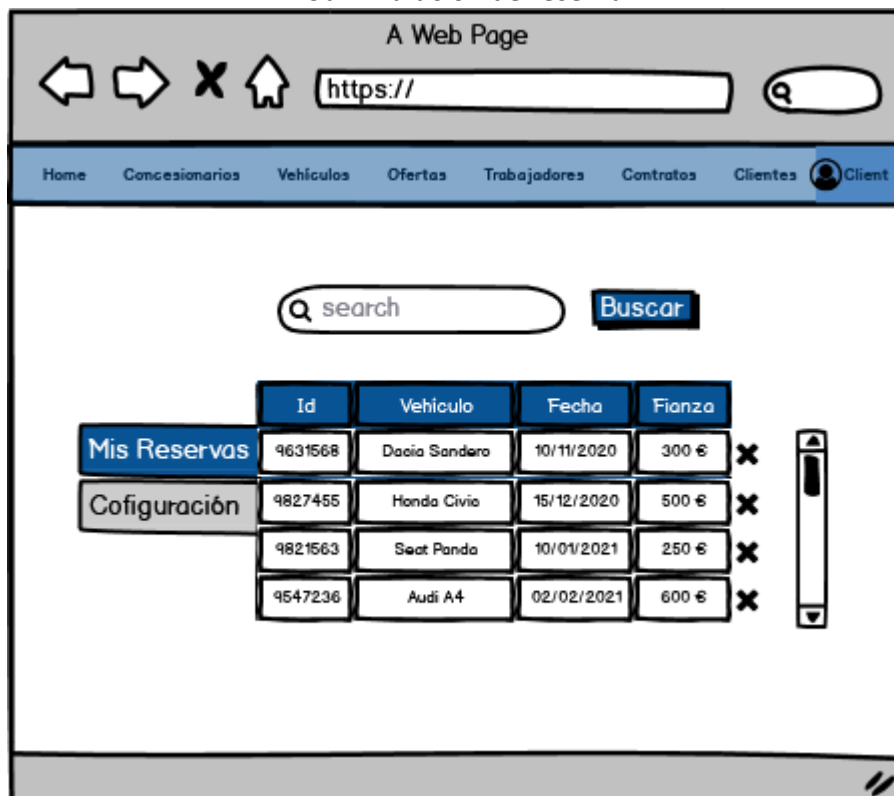 A Web Page
https://
Home Concesionarios Vehículos Ofertas Trabajadores Contratos Clientes Client
search Buscar
Id Vehículo Fecha Fianza
Mis Reservas 9631568 Dacia Sandero 10/11/2020 300 €
Cofiguración 9827455 Honda Civic 15/12/2020 500 €
9821563 Seat Panda 10/01/2021 250 €
9547236 Audi A4 02/02/2021 600 €